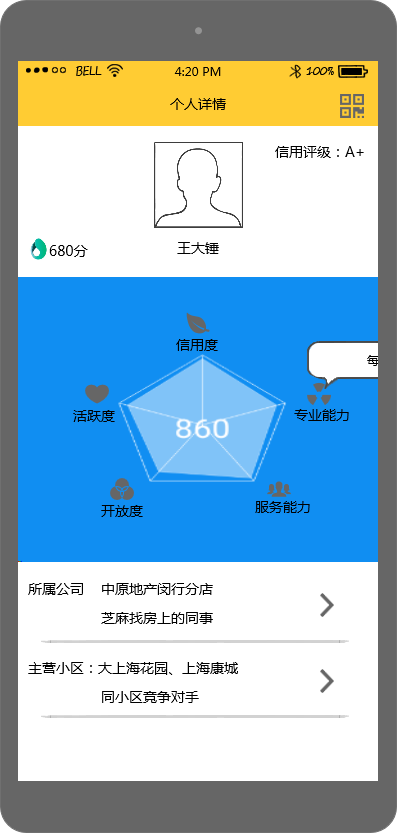 BELL 4:20 PM 100%
个人详情
信用评级：A+
680分
王大锤
信用度
每
活跃度
专业能力
860
开放度
服务能力
所属公司 中原地产闵行分店
芝麻找房上的同事
主营小区：大上海花园、上海康城
同小区竞争对手